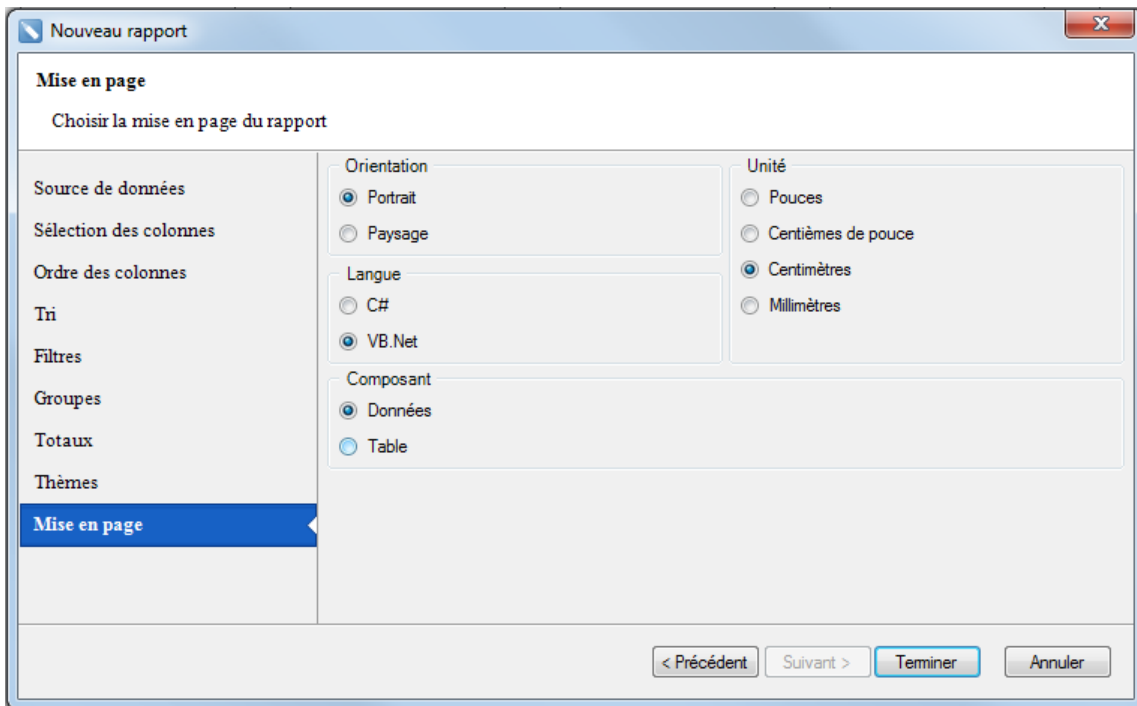 Nouveau rapport
Mise en page
Choisir la mise en page du rapport
Source de données
Sélection des colonnes
Ordre des colonnes
Tri
Filtres
Groupes
Totaux
Thèmes
Mise en page
Orientation
Portrait
Paysage
Langue
C#
VB.Net
Unité
Pouces
Centièmes de pouce
Centimètres
Millimètres
Composant
Données
Table
< Précédent
Suivant >
Terminer
Annuler